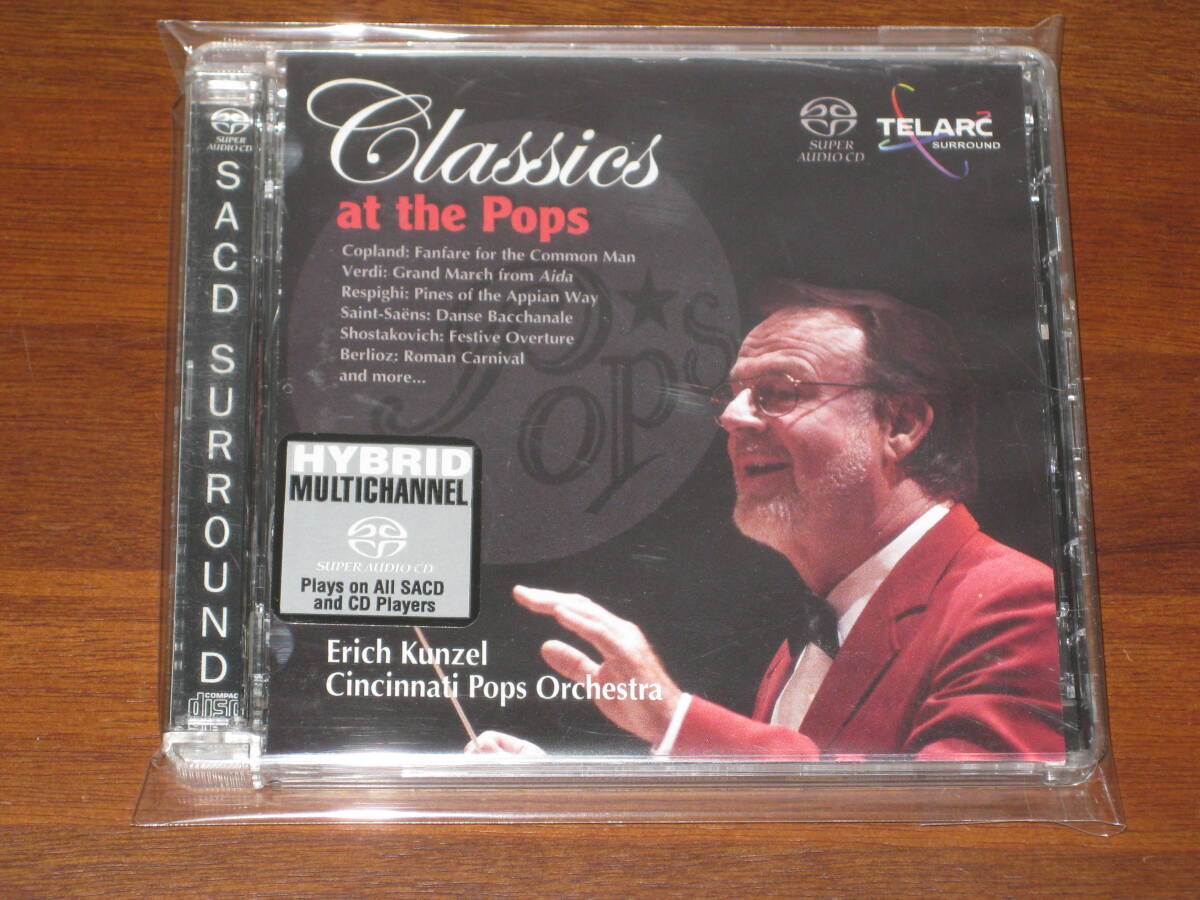 SUPER
AUDIO CD
SACD SURROUND
COMPACT
disc
Classics
at the Pops
SUPER
AUDIO CD
TELARC
SURROUND
Copland: Fanfare for the Common Man
Verdi: Grand March from Aida
Respighi: Pines of the Appian Way
Saint-Saëns: Danse Bacchanale
Shostakovich: Festive Overture
Berlioz: Roman Carnival
and more...
Pops
HYBRID
MULTICHANNEL
SUPER AUDIO CD
Plays on All SACD
and CD Players
Erich Kunzel
Cincinnati Pops Orchestra